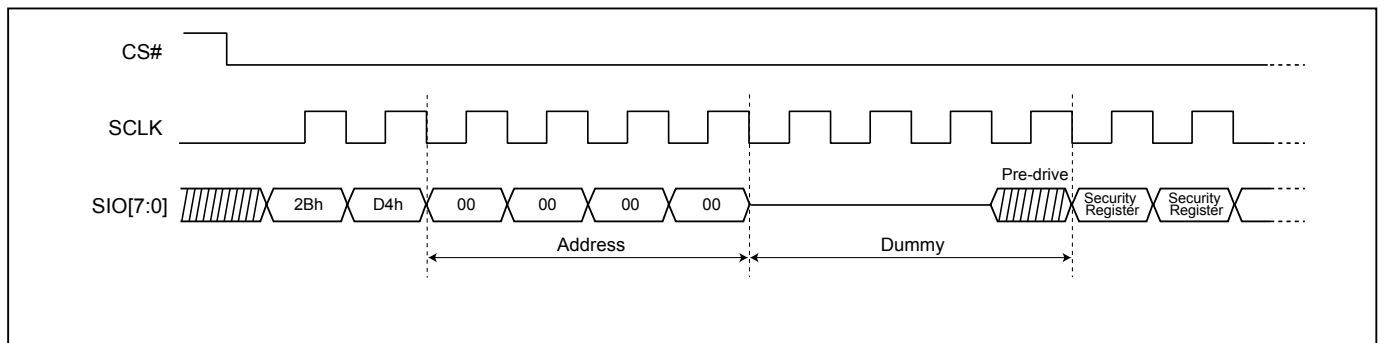 CS#
SCLK
Pre-drive
SIO[7:0]
2Bh
D4h
00
00
00
00
Security
Register
Security
Register
Address
Dummy